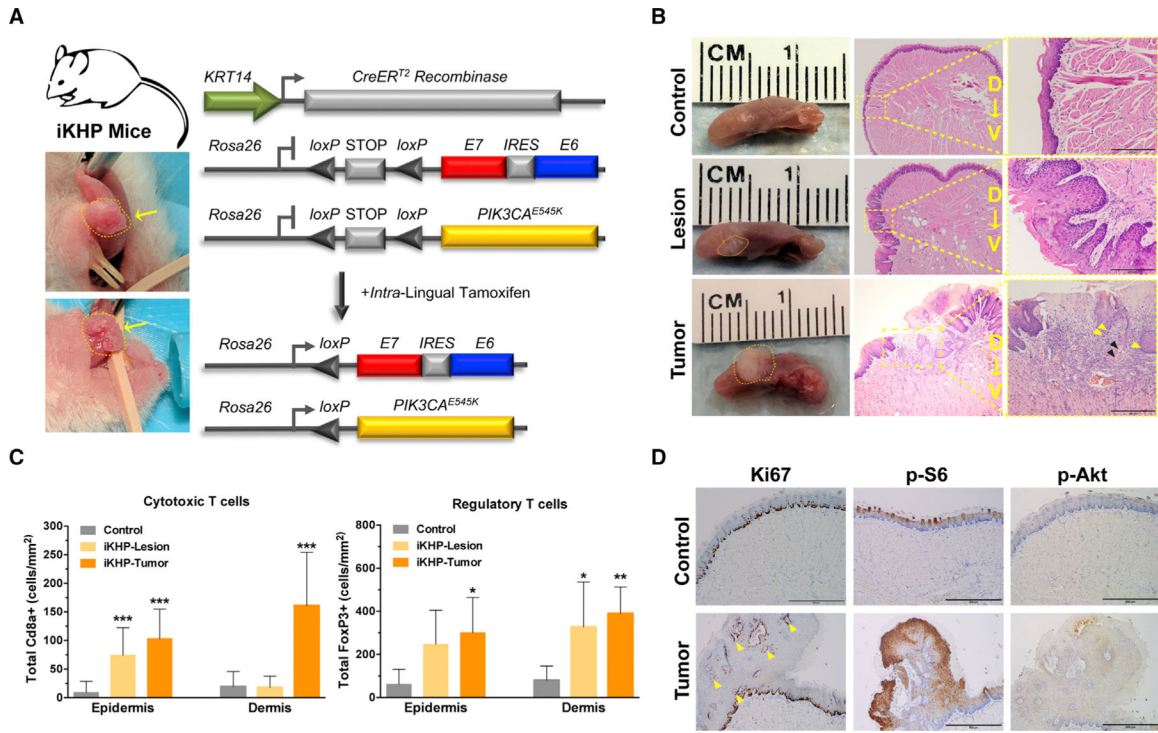 A
KRT14
CreER^T2 Recombinase
iKHP Mice
Rosa26 loxP STOP loxP E7 IRES E6
Rosa26 loxP STOP loxP PIK3CA^E545K
+Intra-Lingual Tamoxifen
Rosa26 loxP E7 IRES E6
Rosa26 loxP PIK3CA^E545K
B
Control
CM 1
D
V
Lesion
CM 1
D
V
Tumor
CM 1
D
V
C
Cytotoxic T cells
Total Cd8a+ (cells/mm²)
300
250
200
150
100
50
0
Control
iKHP-Lesion
iKHP-Tumor
***
***
***
Epidermis
Dermis
Regulatory T cells
Total FoxP3+ (cells/mm²)
800
600
400
200
0
Control
iKHP-Lesion
iKHP-Tumor
*
*
**
Epidermis
Dermis
D
Ki67 p-S6 p-Akt
Control
Tumor